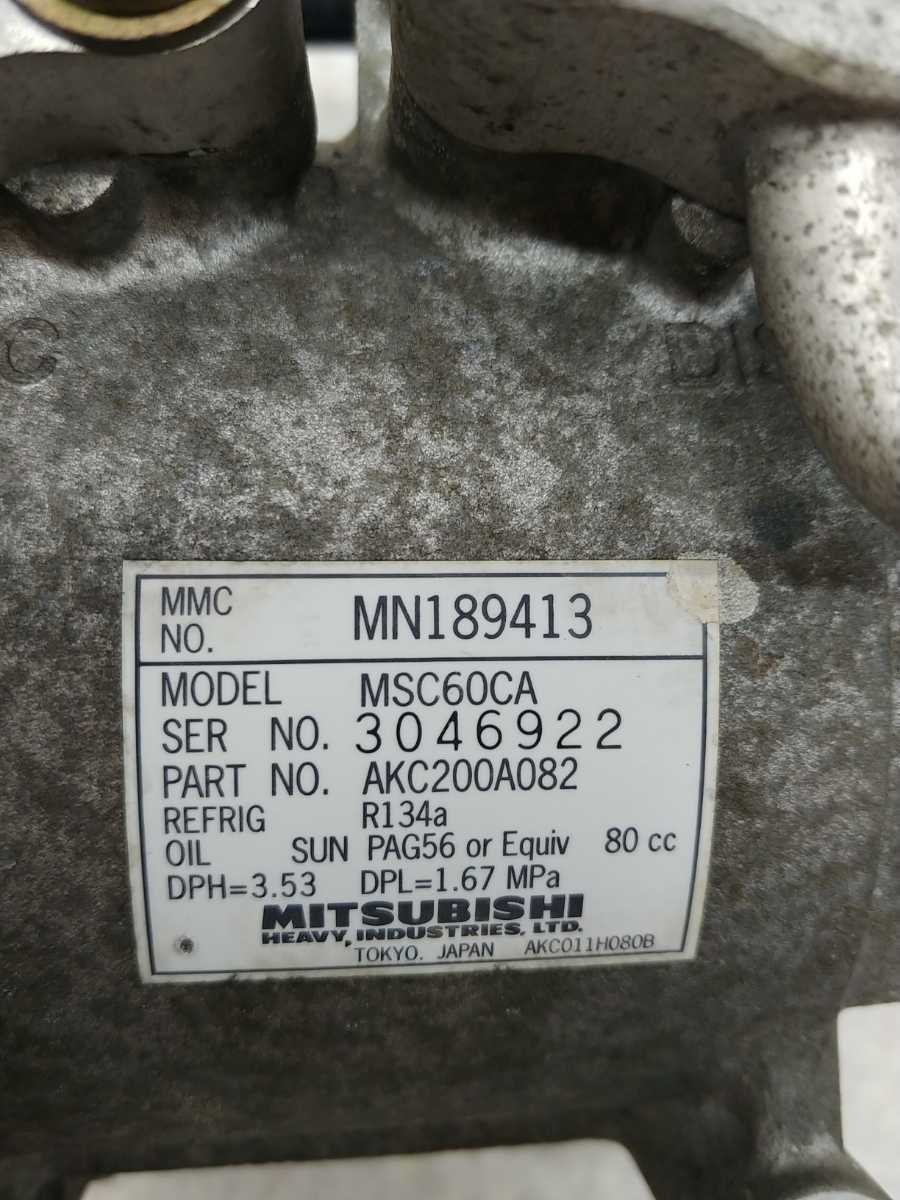 C
DIS
MMC NO. MN189413
MODEL MSC60CA
SER NO. 3046922
PART NO. AKC200A082
REFRIG R134a
OIL SUN PAG56 or Equiv 80 cc
DPH=3.53 DPL=1.67 MPa
MITSUBISHI
HEAVY, INDUSTRIES, LTD.
TOKYO. JAPAN AKC011H080B